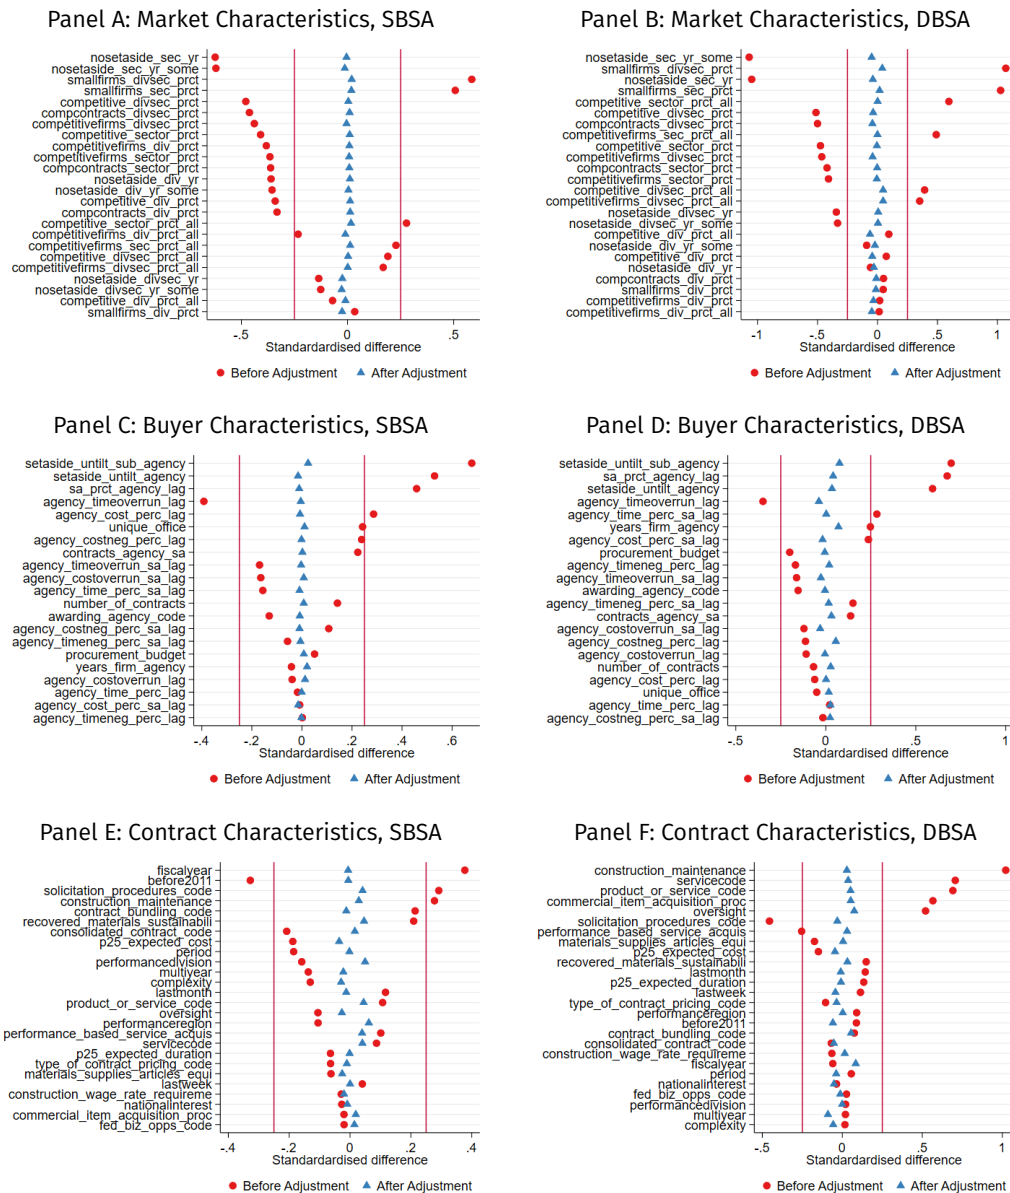 Panel A: Market Characteristics, SBSA
nosetaside_sec_yr
nosetaside_sec_yr_some
smallfirms_divsec_prct
smallfirms_sec_prct
competitive_divsec_prct
compcontracts_divsec_prct
competitivefirms_divsec_prct
competitive_sector_prct
competitivefirms_div_prct
competitivefirms_sector_prct
compcontracts_sector_prct
nosetaside_div_yr
nosetaside_div_yr_some
competitive_div_prct
compcontracts_div_prct
competitive_sector_prct_all
competitivefirms_div_prct_all
competitivefirms_sec_prct_all
competitive_divsec_prct_all
competitivefirms_divsec_prct_all
nosetaside_divsec_yr
nosetaside_divsec_yr_some
competitive_div_prct_all
smallfirms_div_prct
-.5 0 .5
Standardardised difference
Before Adjustment After Adjustment
Panel B: Market Characteristics, DBSA
nosetaside_sec_yr_some
smallfirms_divsec_prct
nosetaside_sec_yr
smallfirms_sec_prct
competitive_sector_prct_all
competitive_divsec_prct
compcontracts_divsec_prct
competitivefirms_sec_prct_all
competitive_sector_prct
competitivefirms_divsec_prct
compcontracts_sector_prct
competitivefirms_sector_prct
competitive_divsec_prct_all
competitivefirms_divsec_prct_all
nosetaside_divsec_yr
nosetaside_divsec_yr_some
competitive_div_prct_all
nosetaside_div_yr_some
competitive_div_prct
nosetaside_div_yr
compcontracts_div_prct
smallfirms_div_prct
competitivefirms_div_prct
competitivefirms_div_prct_all
-1 -.5 0 .5 1
Standardardised difference
Before Adjustment After Adjustment
Panel C: Buyer Characteristics, SBSA
setaside_untilt_sub_agency
setaside_untilt_agency
sa_prct_agency_lag
agency_timeoverrun_lag
agency_cost_perc_lag
unique_office
agency_costneg_perc_lag
contracts_agency_sa
agency_timeoverrun_sa_lag
agency_costoverrun_sa_lag
agency_time_perc_sa_lag
number_of_contracts
awarding_agency_code
agency_costneg_perc_sa_lag
agency_timeneg_perc_sa_lag
procurement_budget
years_firm_agency
agency_costoverrun_lag
agency_time_perc_lag
agency_cost_perc_sa_lag
agency_timeneg_perc_lag
-.4 -.2 0 .2 .4 .6
Standardardised difference
Before Adjustment After Adjustment
Panel D: Buyer Characteristics, DBSA
setaside_untilt_sub_agency
sa_prct_agency_lag
setaside_untilt_agency
agency_timeoverrun_lag
agency_time_perc_sa_lag
years_firm_agency
agency_cost_perc_sa_lag
procurement_budget
agency_timeneg_perc_lag
agency_timeoverrun_sa_lag
awarding_agency_code
agency_timeneg_perc_sa_lag
contracts_agency_sa
agency_costoverrun_sa_lag
agency_costneg_perc_lag
agency_costoverrun_lag
number_of_contracts
agency_cost_perc_lag
unique_office
agency_time_perc_lag
agency_costneg_perc_sa_lag
-.5 0 .5 1
Standardardised difference
Before Adjustment After Adjustment
Panel E: Contract Characteristics, SBSA
fiscalyear
before2011
solicitation_procedures_code
construction_maintenance
contract_bundling_code
recovered_materials_sustainabili
consolidated_contract_code
p25_expected_cost
period
performancedivision
multiyear
complexity
lastmonth
product_or_service_code
oversight
performanceregion
performance_based_service_acquis
servicecode
p25_expected_duration
type_of_contract_pricing_code
materials_supplies_articles_equi
lastweek
construction_wage_rate_requireme
nationalinterest
commercial_item_acquisition_proc
fed_biz_opps_code
-.4 -.2 0 .2 .4
Standardardised difference
Before Adjustment After Adjustment
Panel F: Contract Characteristics, DBSA
construction_maintenance
servicecode
product_or_service_code
commercial_item_acquisition_proc
oversight
solicitation_procedures_code
performance_based_service_acquis
materials_supplies_articles_equi
p25_expected_cost
recovered_materials_sustainabili
lastmonth
p25_expected_duration
lastweek
type_of_contract_pricing_code
performanceregion
before2011
contract_bundling_code
consolidated_contract_code
construction_wage_rate_requireme
fiscalyear
period
nationalinterest
fed_biz_opps_code
performancedivision
multiyear
complexity
-.5 0 .5 1
Standardardised difference
Before Adjustment After Adjustment